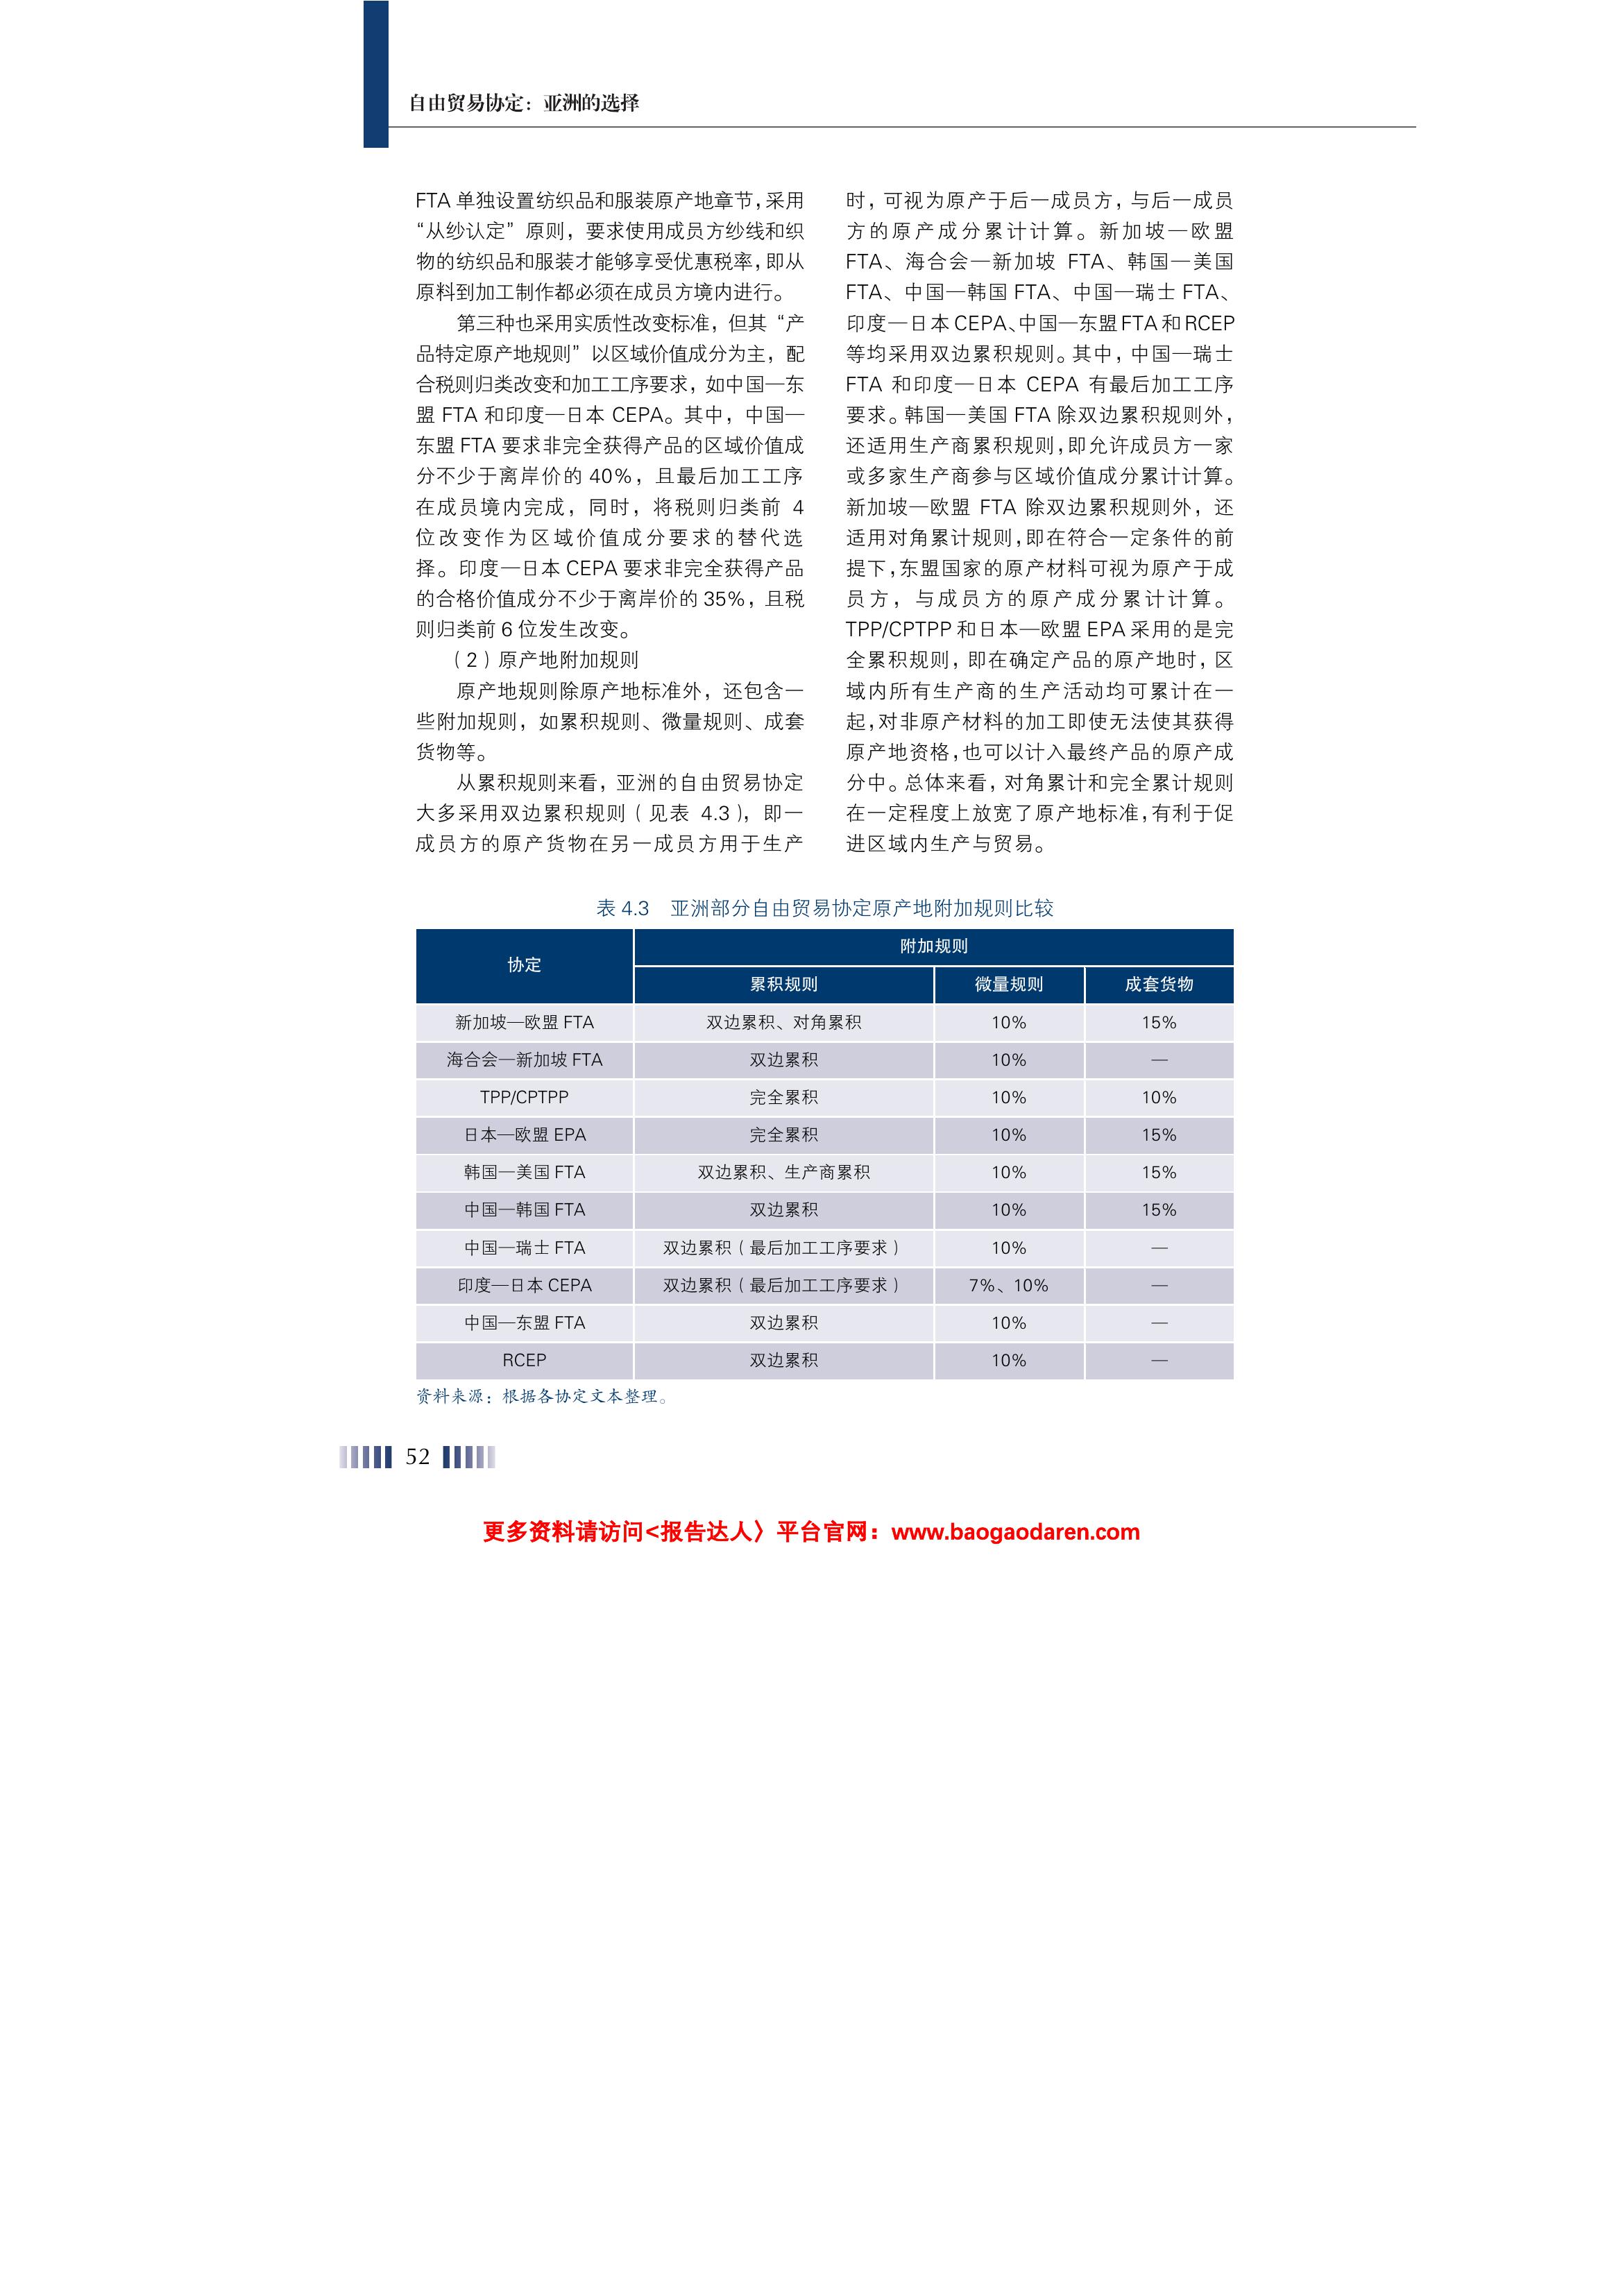 自由贸易协定：亚洲的选择
FTA 单独设置纺织品和服装原产地章节，采用
“从纱认定”原则，要求使用成员方纱线和织
物的纺织品和服装才能够享受优惠税率，即从
原料到加工制作都必须在成员方境内进行。
第三种也采用实质性改变标准，但其“产
品特定原产地规则”以区域价值成分为主，配
合税则归类改变和加工工序要求，如中国—东
盟 FTA 和印度—日本 CEPA。其中，中国—
东盟 FTA 要求非完全获得产品的区域价值成
分不少于离岸价的 40%，且最后加工工序
在成员境内完成，同时，将税则归类前 4
位改变作为区域价值成分要求的替代选
择。印度—日本 CEPA 要求非完全获得产品
的合格价值成分不少于离岸价的 35%，且税
则归类前 6 位发生改变。
（2）原产地附加规则
原产地规则除原产地标准外，还包含一
些附加规则，如累积规则、微量规则、成套
货物等。
从累积规则来看，亚洲的自由贸易协定
大多采用双边累积规则（见表 4.3），即一
成员方的原产货物在另一成员方用于生产
时，可视为原产于后一成员方，与后一成员
方的原产成分累计计算。新加坡—欧盟
FTA、海合会—新加坡 FTA、韩国—美国
FTA、中国—韩国 FTA、中国—瑞士 FTA、
印度—日本 CEPA、中国—东盟 FTA 和 RCEP
等均采用双边累积规则。其中，中国—瑞士
FTA 和印度—日本 CEPA 有最后加工工序
要求。韩国—美国 FTA 除双边累积规则外，
还适用生产商累积规则，即允许成员方一家
或多家生产商参与区域价值成分累计计算。
新加坡—欧盟 FTA 除双边累积规则外，还
适用对角累计规则，即在符合一定条件的前
提下，东盟国家的原产材料可视为原产于成
员方，与成员方的原产成分累计计算。
TPP/CPTPP 和日本—欧盟 EPA 采用的是完
全累积规则，即在确定产品的原产地时，区
域内所有生产商的生产活动均可累计在一
起，对非原产材料的加工即使无法使其获得
原产地资格，也可以计入最终产品的原产成
分中。总体来看，对角累计和完全累计规则
在一定程度上放宽了原产地标准，有利于促
进区域内生产与贸易。
表 4.3 亚洲部分自由贸易协定原产地附加规则比较
协定 附加规则
累积规则 微量规则 成套货物
新加坡—欧盟 FTA 双边累积、对角累积 10% 15%
海合会—新加坡 FTA 双边累积 10% —
TPP/CPTPP 完全累积 10% 10%
日本—欧盟 EPA 完全累积 10% 15%
韩国—美国 FTA 双边累积、生产商累积 10% 15%
中国—韩国 FTA 双边累积 10% 15%
中国—瑞士 FTA 双边累积（最后加工工序要求） 10% —
印度—日本 CEPA 双边累积（最后加工工序要求） 7%、10% —
中国—东盟 FTA 双边累积 10% —
RCEP 双边累积 10% —
资料来源：根据各协定文本整理。
52
更多资料请访问<报告达人〉平台官网：www.baogaodaren.com